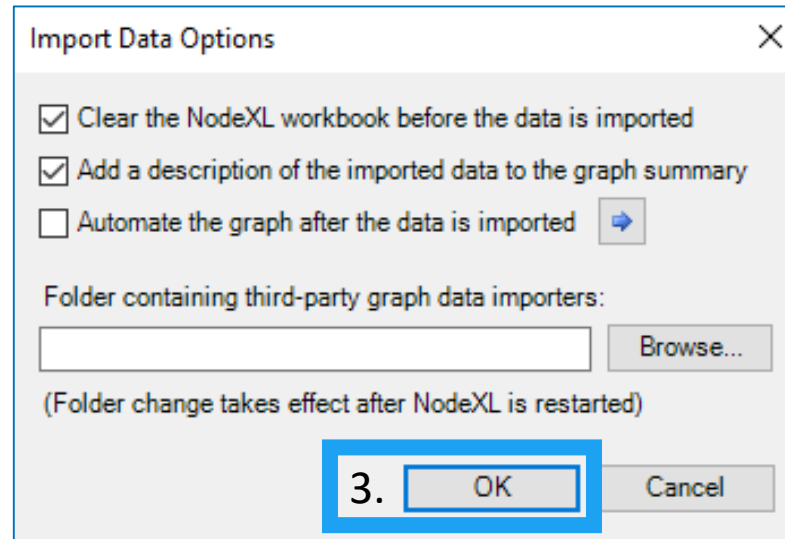 Import Data Options
Clear the NodeXL workbook before the data is imported
Add a description of the imported data to the graph summary
Automate the graph after the data is imported
Folder containing third-party graph data importers:
Browse...
(Folder change takes effect after NodeXL is restarted)
3. OK Cancel